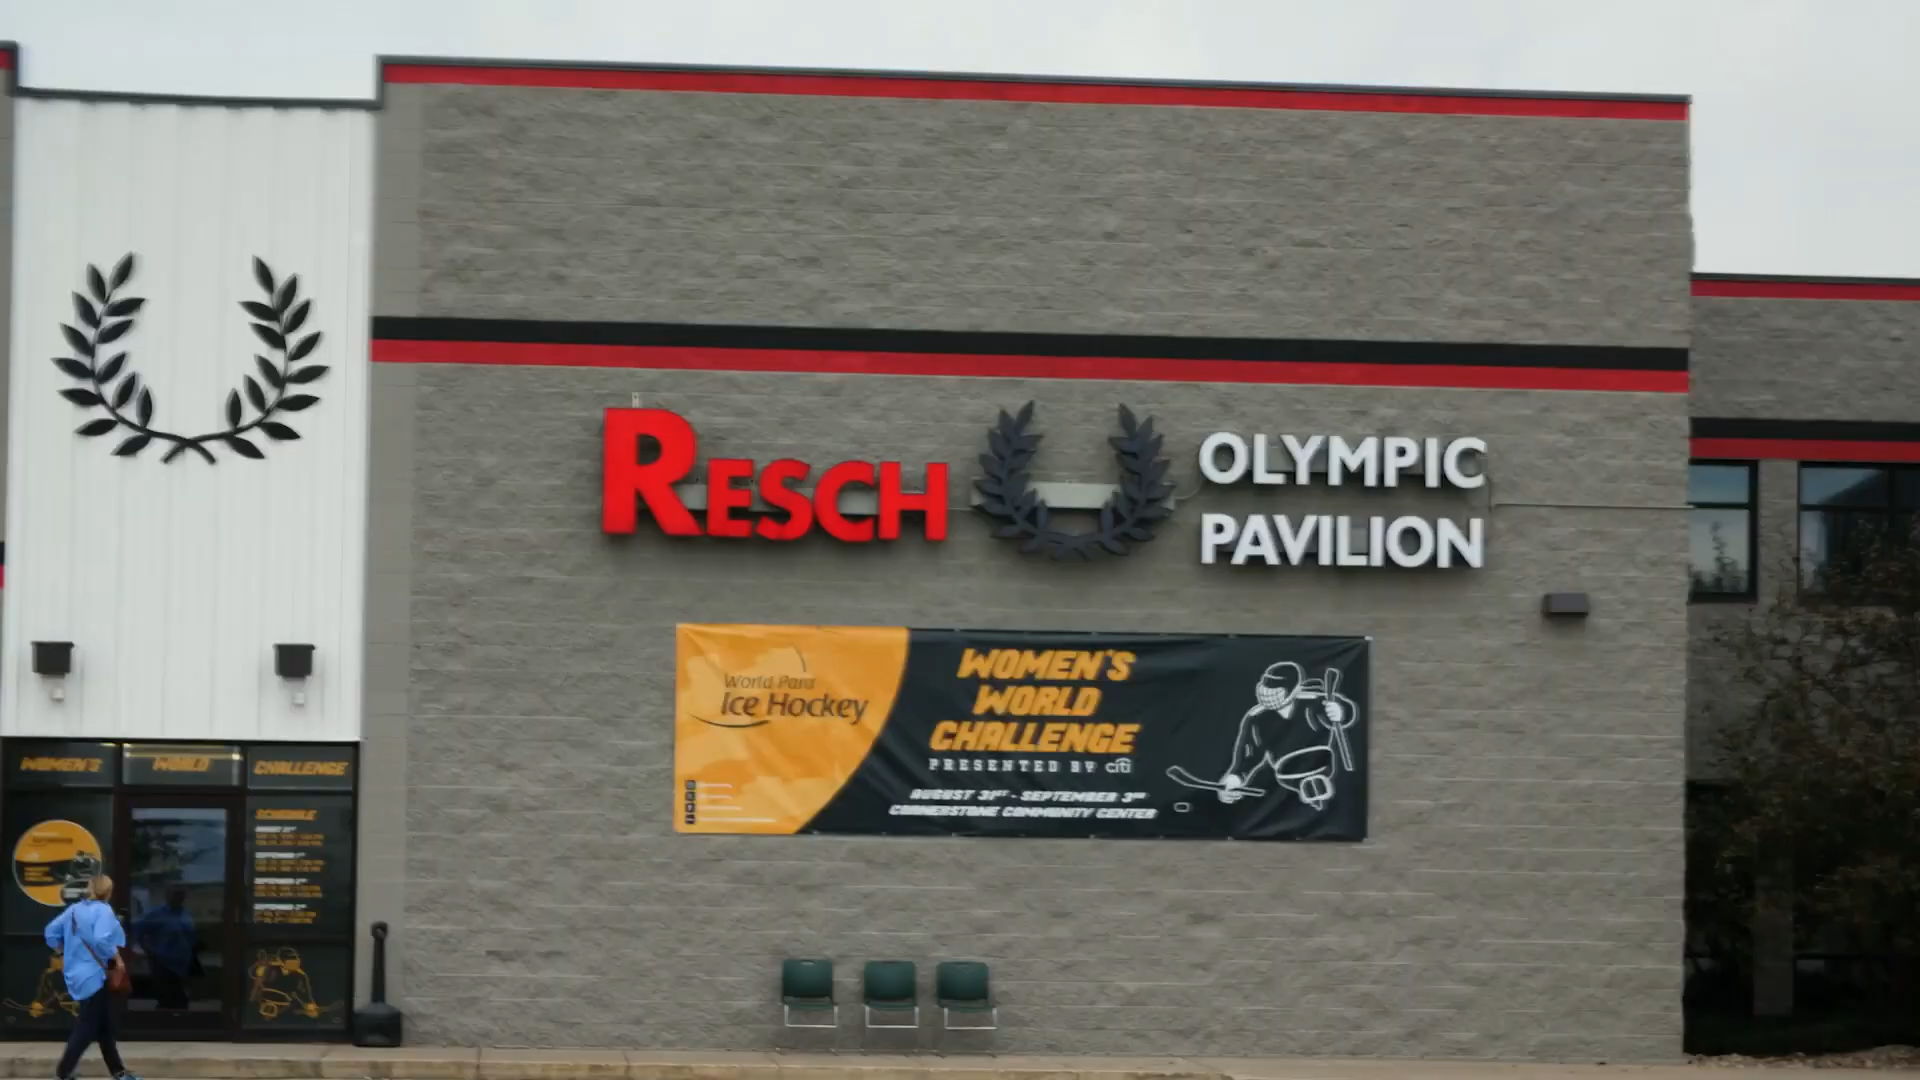 RESCH
OLYMPIC
PAVILION
World Para
Ice Hockey
WOMEN'S
WORLD
CHALLENGE
PRESENTED BY citi
AUGUST 31ST - SEPTEMBER 3RD
CORNERSTONE COMMUNITY CENTER
WOMEN'S WORLD CHALLENGE
SCHEDULE